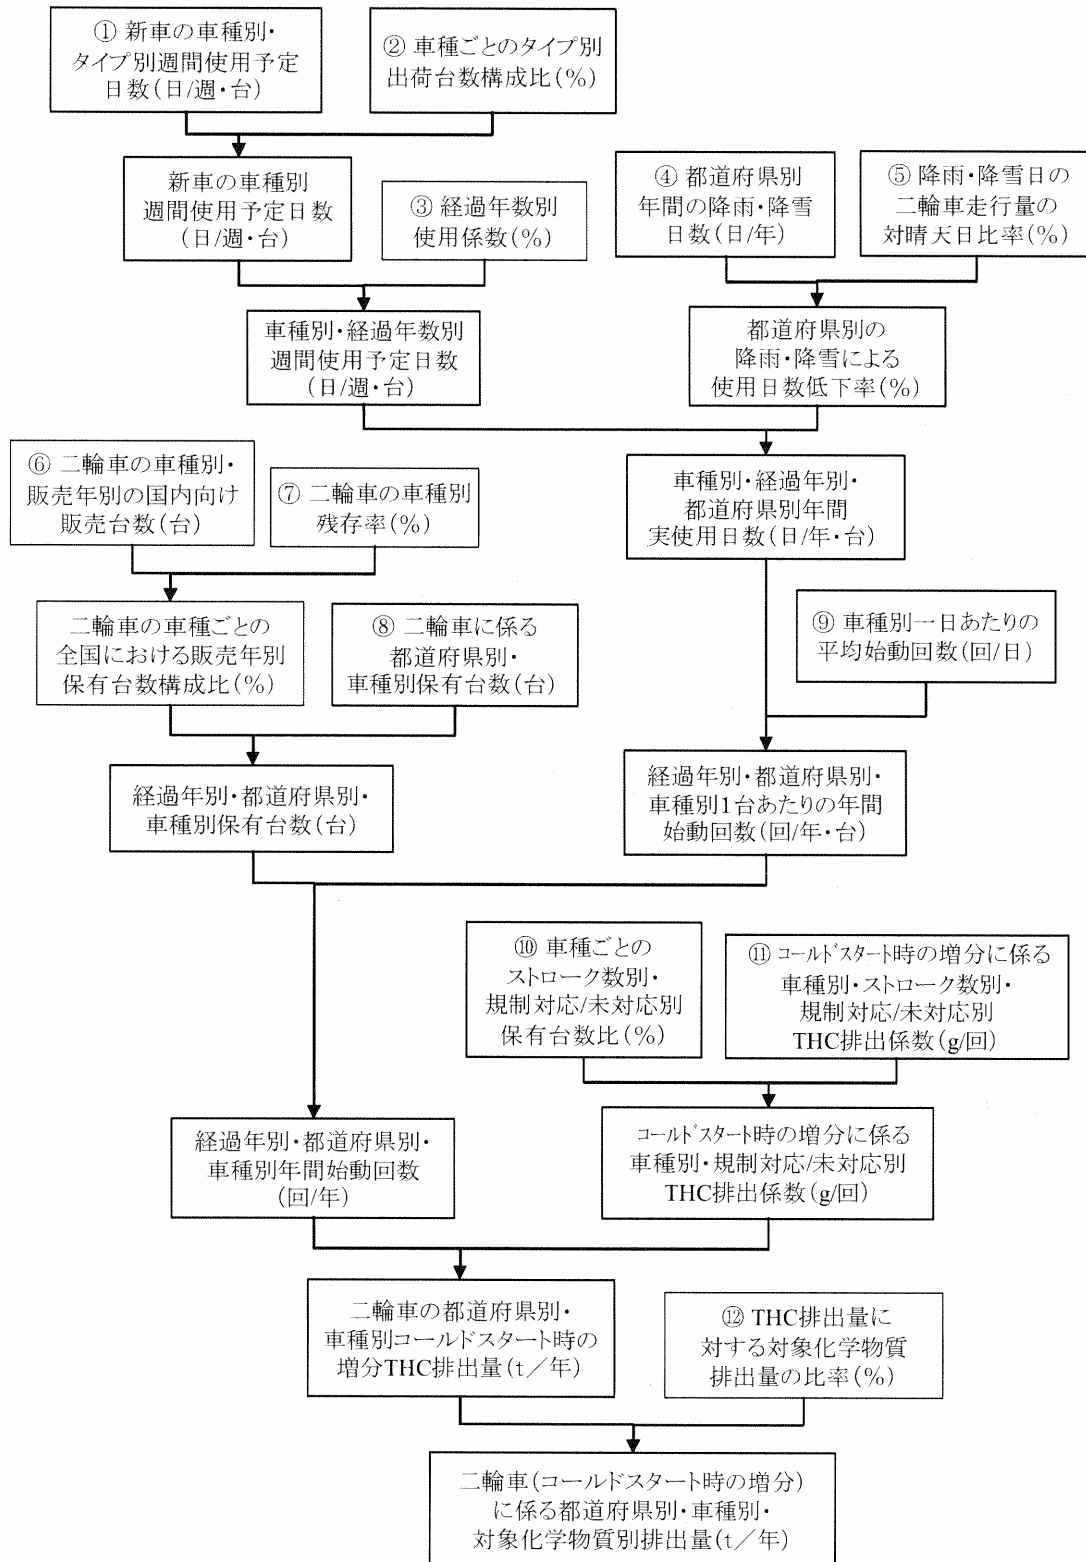 ① 新車の車種別・
タイプ別週間使用予定
日数(日/週・台)
② 車種ごとのタイプ別
出荷台数構成比(%)
新車の車種別
週間使用予定日数
(日/週・台)
③ 経過年数別
使用係数(%)
④ 都道府県別
年間の降雨・降雪
日数(日/年)
⑤ 降雨・降雪日の
二輪車走行量の
対晴天日比率(%)
車種別・経過年数別
週間使用予定日数
(日/週・台)
都道府県別の
降雨・降雪による
使用日数低下率(%)
⑥ 二輪車の車種別・
販売年別の国内向け
販売台数(台)
⑦ 二輪車の車種別
残存率(%)
車種別・経過年別・
都道府県別年間
実使用日数(日/年・台)
二輪車の車種ごとの
全国における販売年別
保有台数構成比(%)
⑧ 二輪車に係る
都道府県別・
車種別保有台数(台)
⑨ 車種別一日あたりの
平均始動回数(回/日)
経過年別・都道府県別・
車種別保有台数(台)
経過年別・都道府県別・
車種別1台あたりの年間
始動回数(回/年・台)
⑩ 車種ごとの
ストローク数別・
規制対応/未対応別
保有台数比(%)
⑪ コールドスタート時の増分に係る
車種別・ストローク数別・
規制対応/未対応別
THC排出係数(g/回)
経過年別・都道府県別・
車種別年間始動回数
(回/年)
コールドスタート時の増分に係る
車種別・規制対応/未対応別
THC排出係数(g/回)
二輪車の都道府県別・
車種別コールドスタート時の
増分THC排出量(t/年)
⑫ THC排出量に
対する対象化学物質
排出量の比率(%)
二輪車(コールドスタート時の増分)
に係る都道府県別・車種別・
対象化学物質別排出量(t/年)